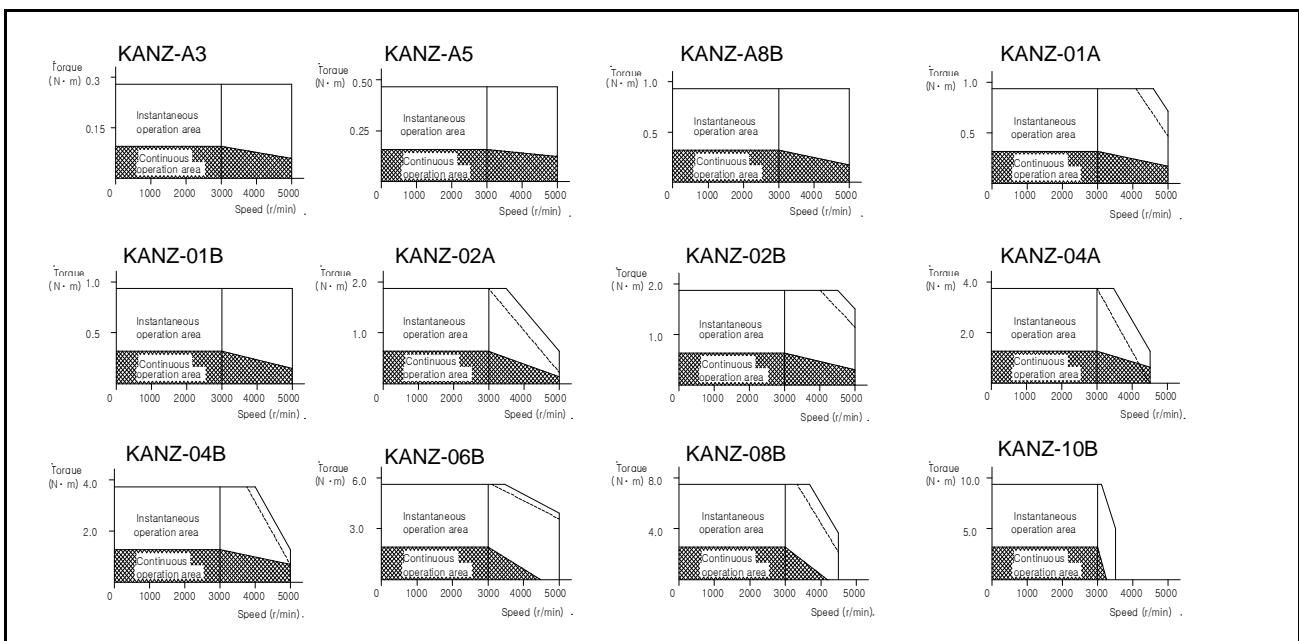 KANZ-A3
Torque
(N・m)
0.3
0.15
Instantaneous
operation area
Continuous
operation area
0 1000 2000 3000 4000 5000
Speed (r/min) .
KANZ-A5
Torque
(N・m)
0.50
0.25
Instantaneous
operation area
Continuous
operation area
0 1000 2000 3000 4000 5000
Speed (r/min) .
KANZ-A8B
Torque
(N・m)
1.0
0.5
Instantaneous
operation area
Continuous
operation area
0 1000 2000 3000 4000 5000
Speed (r/min) .
KANZ-01A
Torque
(N・m)
1.0
0.5
Instantaneous
operation area
Continuous
operation area
0 1000 2000 3000 4000 5000
Speed (r/min) .
KANZ-01B
Torque
(N・m)
1.0
0.5
Instantaneous
operation area
Continuous
operation area
0 1000 2000 3000 4000 5000
Speed (r/min) .
KANZ-02A
Torque
(N・m)
2.0
1.0
Instantaneous
operation area
Continuous
operation area
0 1000 2000 3000 4000 5000
Speed (r/min) .
KANZ-02B
Torque
(N・m)
2.0
1.0
Instantaneous
operation area
Continuous
operation area
0 1000 2000 3000 4000 5000
Speed (r/min) .
KANZ-04A
Torque
(N・m)
4.0
2.0
Instantaneous
operation area
Continuous
operation area
0 1000 2000 3000 4000 5000
Speed (r/min) .
KANZ-04B
Torque
(N・m)
4.0
2.0
Instantaneous
operation area
Continuous
operation area
0 1000 2000 3000 4000 5000
Speed (r/min) .
KANZ-06B
Torque
(N・m)
6.0
3.0
Instantaneous
operation area
Continuous
operation area
0 1000 2000 3000 4000 5000
Speed (r/min) .
KANZ-08B
Torque
(N・m)
8.0
4.0
Instantaneous
operation area
Continuous
operation area
0 1000 2000 3000 4000 5000
Speed (r/min).
KANZ-10B
Torque
(N・m)
10.0
5.0
Instantaneous
operation area
Continuous
operation area
0 1000 2000 3000 4000 5000
Speed (r/min) .